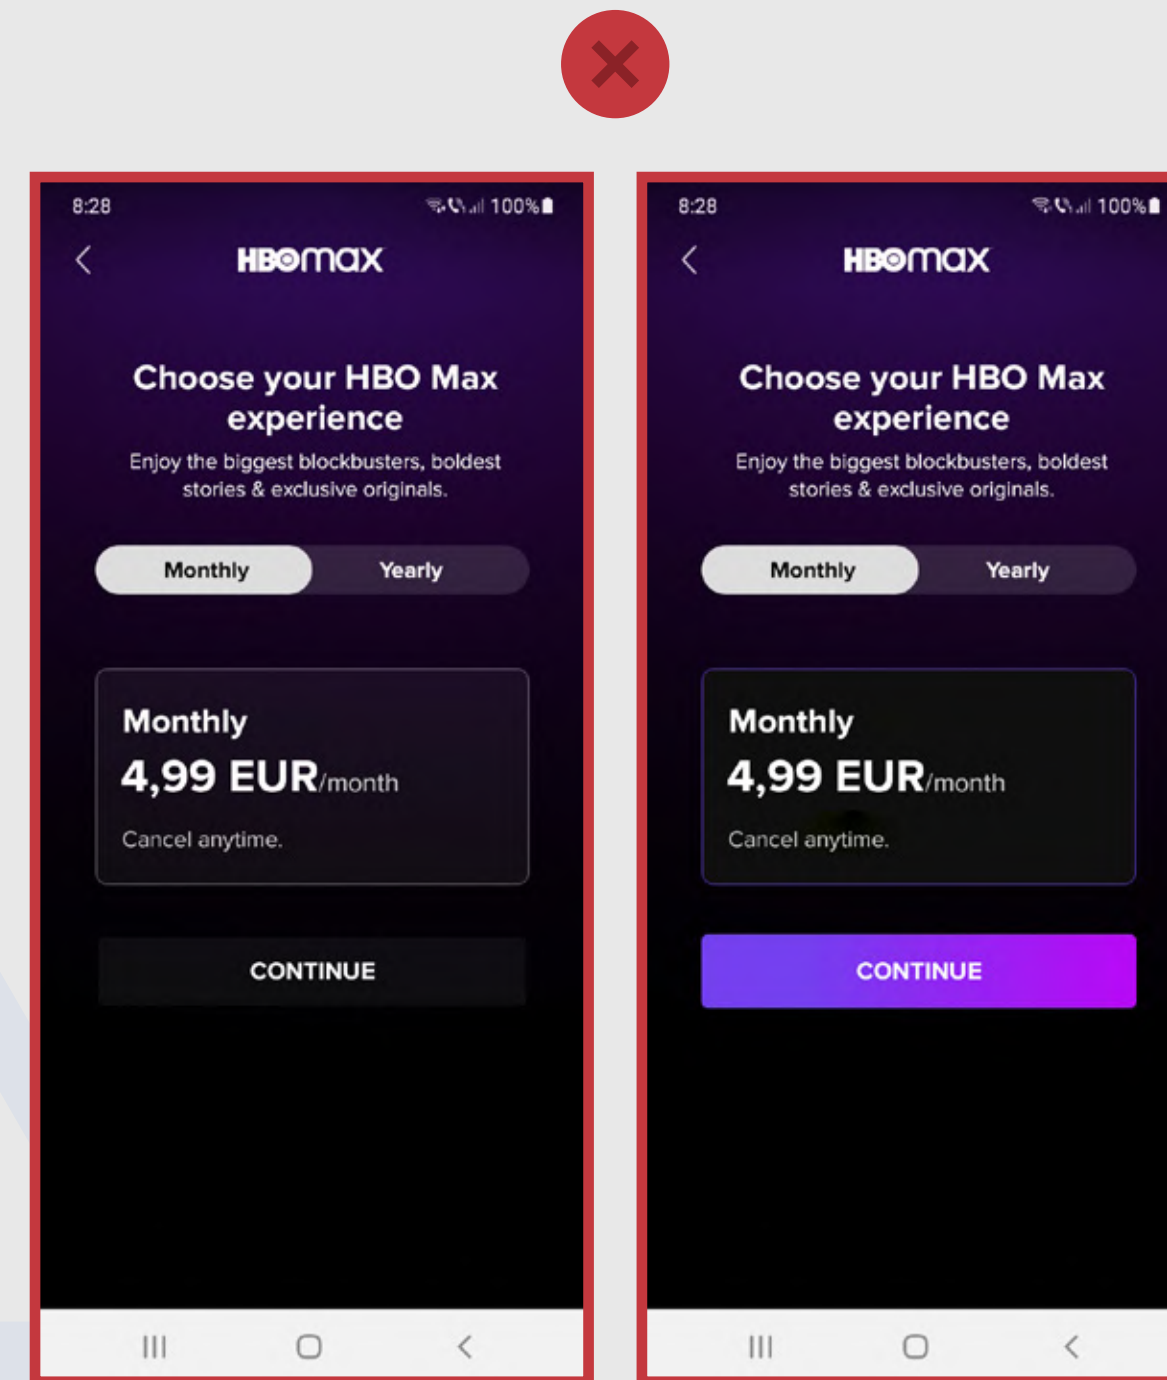 8:28 100%
HBOMAX
Choose your HBO Max
experience
Enjoy the biggest blockbusters, boldest
stories & exclusive originals.
Monthly Yearly
Monthly
4,99 EUR/month
Cancel anytime.
CONTINUE
8:28 100%
HBOMAX
Choose your HBO Max
experience
Enjoy the biggest blockbusters, boldest
stories & exclusive originals.
Monthly Yearly
Monthly
4,99 EUR/month
Cancel anytime.
CONTINUE